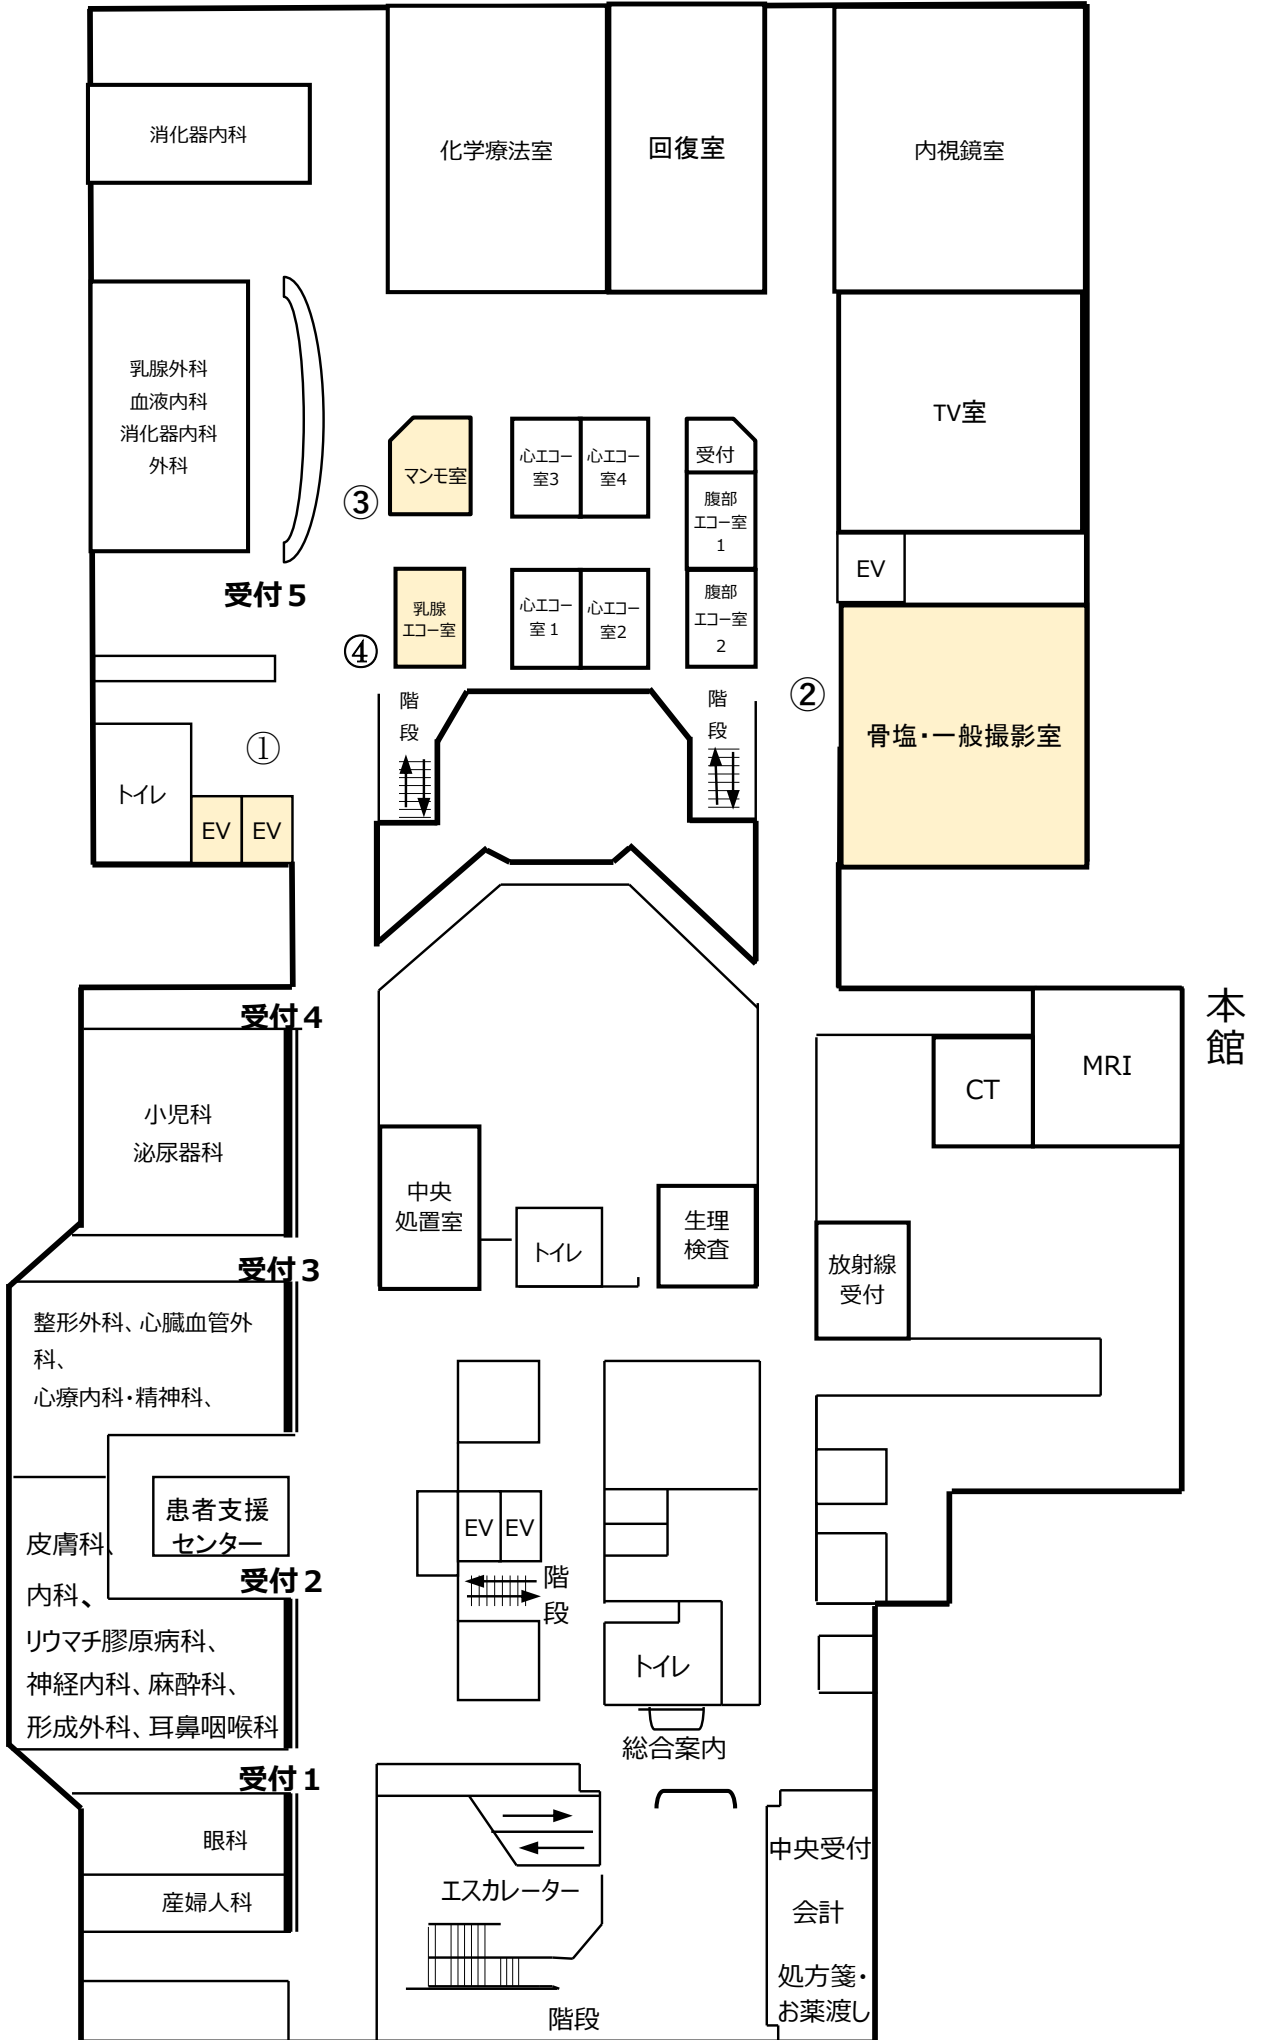 消化器内科
化学療法室
回復室
内視鏡室
乳腺外科
血液内科
消化器内科
外科
TV室
マンモ室
心エコー
室3
心エコー
室4
受付
③
腹部
エコー室
1
EV
受付５
乳腺
エコー室
心エコー
室１
心エコー
室2
腹部
エコー室
2
④
階
段
階
段
②
骨塩・一般撮影室
①
トイレ
EV
EV
本
館
受付４
MRI
CT
小児科
泌尿器科
中央
処置室
トイレ
生理
検査
放射線
受付
受付３
整形外科、心臓血管外
科、
心療内科・精神科、
患者支援
センター
EV
EV
階
段
皮膚科、
内科、
リウマチ膠原病科、
神経内科、麻酔科、
形成外科、耳鼻咽喉科
受付２
トイレ
総合案内
受付１
眼科
産婦人科
エスカレーター
階段
中央受付
会計
処方箋・
お薬渡し